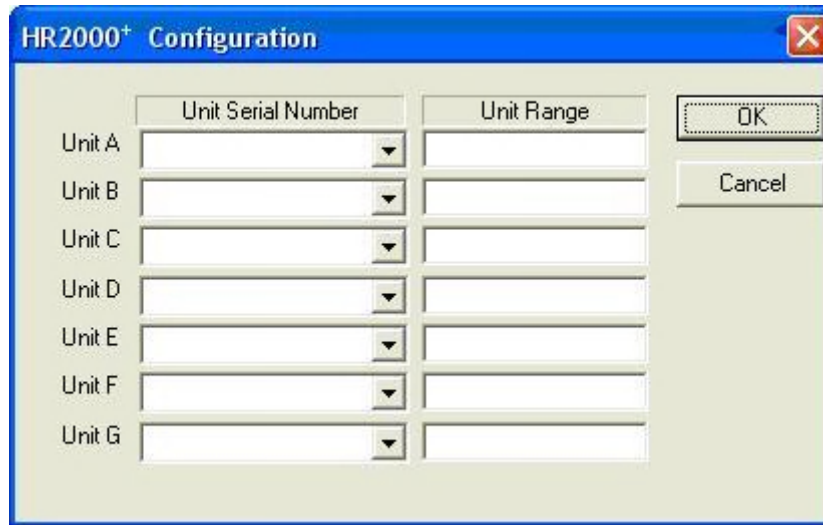 HR2000⁺ Configuration
Unit Serial Number Unit Range
OK
Unit A
Cancel
Unit B
Unit C
Unit D
Unit E
Unit F
Unit G